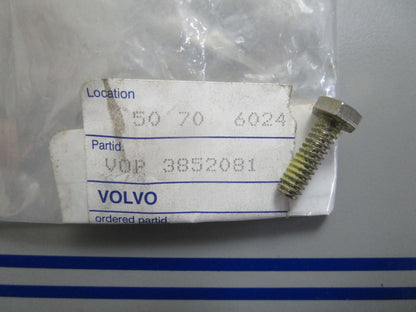 Location
50 70 6024
Partid.
VOP 3852081
VOLVO
ordered partid.